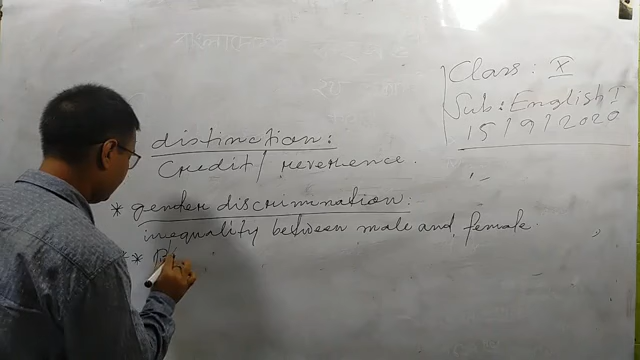 Class: X
Sub: English I
15/9/2020
distinction:
Credit/ reverence.
* gender discrimination:
inequality between male and female.